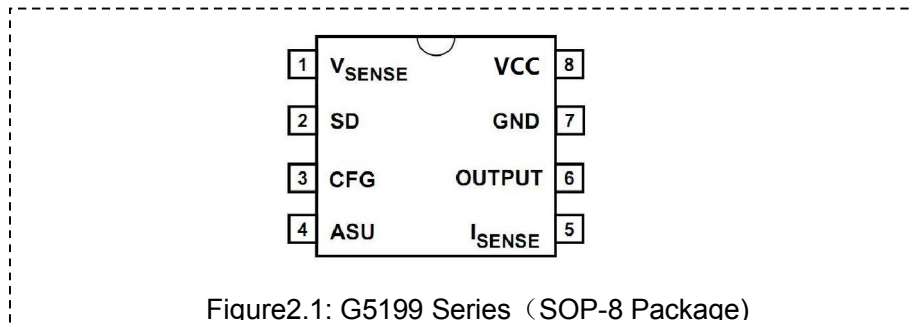 1 VSENSE VCC 8
2 SD GND 7
3 CFG OUTPUT 6
4 ASU ISENSE 5
Figure2.1: G5199 Series（SOP-8 Package)